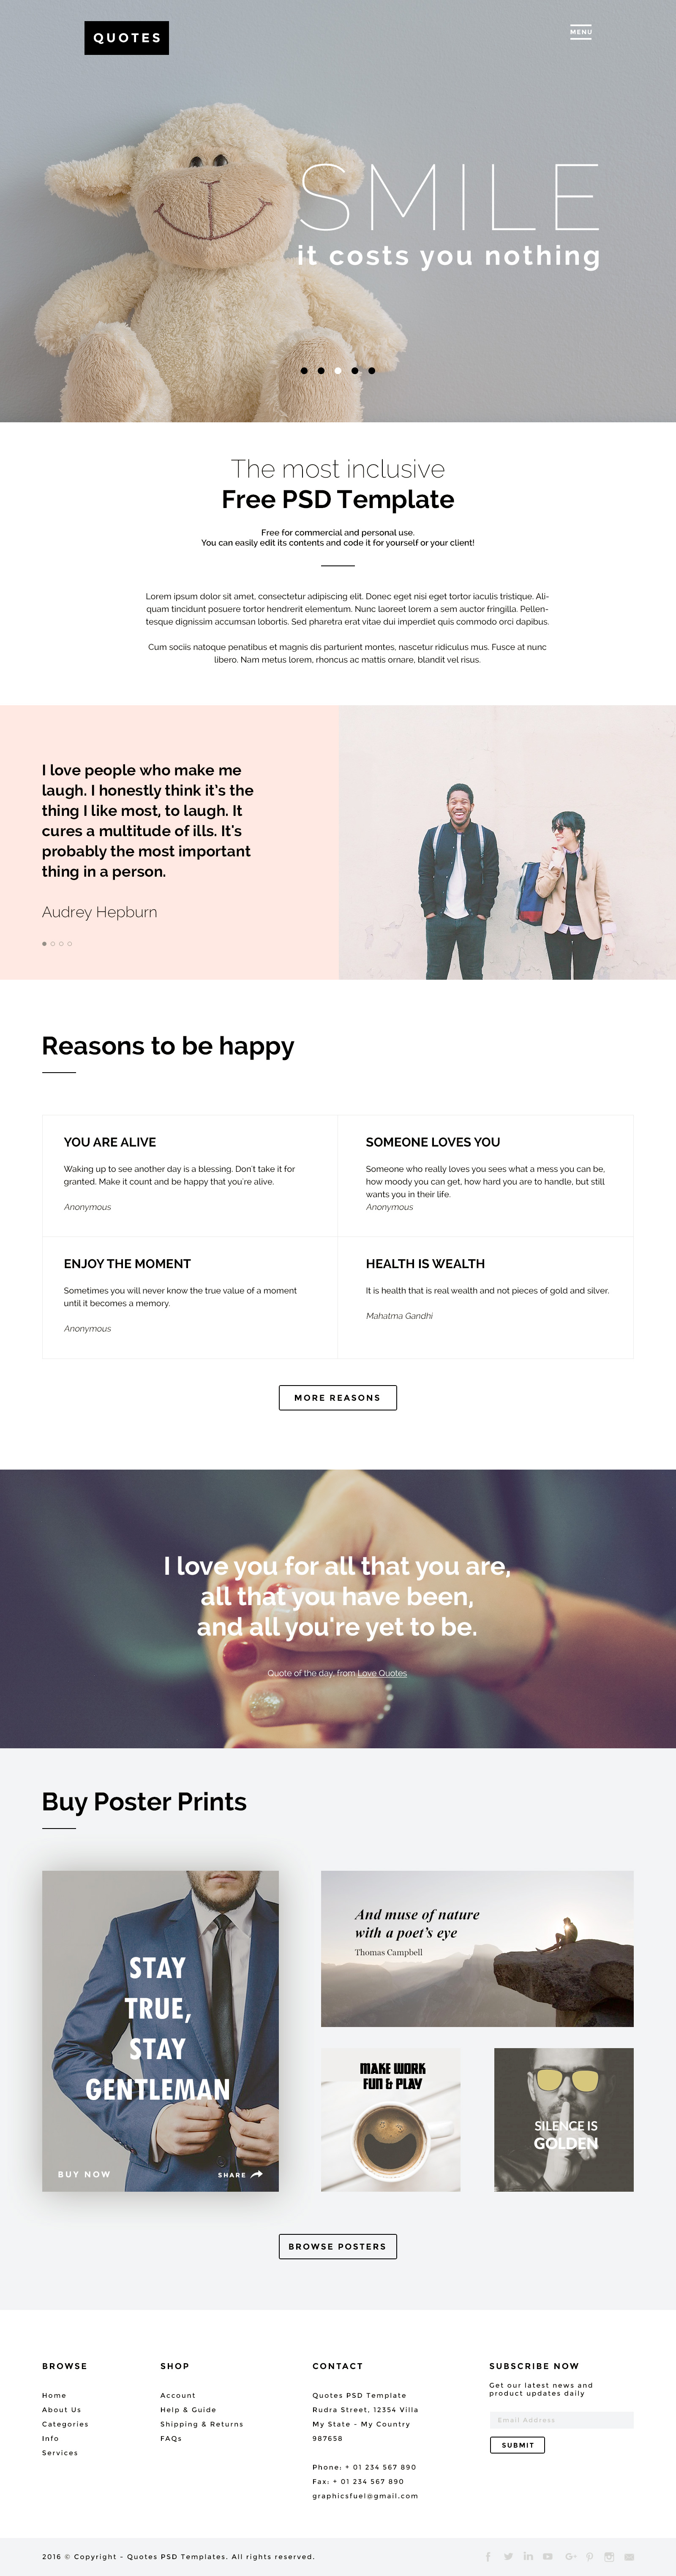 QUOTES
MENU
SMILE
it costs you nothing
The most inclusive
Free PSD Template
Free for commercial and personal use.
You can easily edit its contents and code it for yourself or your client!
Lorem ipsum dolor sit amet, consectetur adipiscing elit. Donec eget nisi eget tortor iaculis tristique. Ali-
quam tincidunt posuere tortor hendrerit elementum. Nunc laoreet lorem a sem auctor fringilla. Pellen-
tesque dignissim accumsan lobortis. Sed pharetra erat vitae dui imperdiet quis commodo orci dapibus.
Cum sociis natoque penatibus et magnis dis parturient montes, nascetur ridiculus mus. Fusce at nunc
libero. Nam metus lorem, rhoncus ac mattis ornare, blandit vel risus.
I love people who make me
laugh. I honestly think it's the
thing I like most, to laugh. It
cures a multitude of ills. It's
probably the most important
thing in a person.
Audrey Hepburn
Reasons to be happy
YOU ARE ALIVE
Waking up to see another day is a blessing. Don't take it for
granted. Make it count and be happy that you're alive.
Anonymous
SOMEONE LOVES YOU
Someone who really loves you sees what a mess you can be,
how moody you can get, how hard you are to handle, but still
wants you in their life.
Anonymous
ENJOY THE MOMENT
Sometimes you will never know the true value of a moment
until it becomes a memory.
Anonymous
HEALTH IS WEALTH
It is health that is real wealth and not pieces of gold and silver.
Mahatma Gandhi
MORE REASONS
I love you for all that you are,
all that you have been,
and all you're yet to be.
Quote of the day, from Love Quotes
Buy Poster Prints
STAY
TRUE,
STAY
GENTLEMAN
BUY NOW
SHARE
And muse of nature
with a poet's eye
Thomas Campbell
MAKE WORK
FUN & PLAY
SILENCE IS
GOLDEN
BROWSE POSTERS
BROWSE
Home
About Us
Categories
Info
Services
SHOP
Account
Help & Guide
Shipping & Returns
FAQs
CONTACT
Quotes PSD Template
Rudra Street, 12354 Villa
My State - My Country
987658
Phone: + 01 234 567 890
Fax: + 01 234 567 890
graphicsfuel@gmail.com
SUBSCRIBE NOW
Get our latest news and
product updates daily
Email Address
SUBMIT
2016 © Copyright - Quotes PSD Templates. All rights reserved.